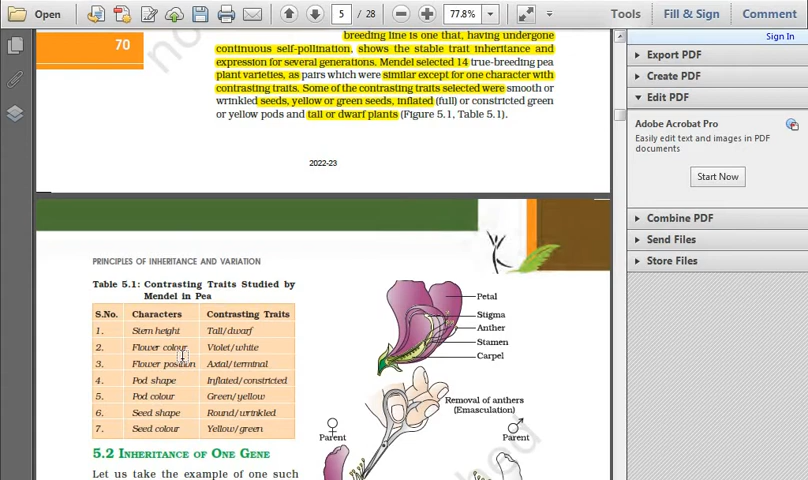 Open
5 / 28
77.8%
Tools
Fill & Sign
Comment
Sign In
70
breeding line is one that, having undergone
continuous self-pollination, shows the stable trait inheritance and
expression for several generations. Mendel selected 14 true-breeding pea
plant varieties, as pairs which were similar except for one character with
contrasting traits. Some of the contrasting traits selected were smooth or
wrinkled seeds, yellow or green seeds, inflated (full) or constricted green
or yellow pods and tall or dwarf plants (Figure 5.1, Table 5.1).
2022-23
PRINCIPLES OF INHERITANCE AND VARIATION
Table 5.1: Contrasting Traits Studied by
Mendel in Pea
S.No. Characters Contrasting Traits
1. Stem height Tall/dwarf
2. Flower colour Violet/white
3. Flower position Axial/terminal
4. Pod shape Inflated/constricted
5. Pod colour Green/yellow
6. Seed shape Round/wrinkled
7. Seed colour Yellow/green
5.2 INHERITANCE OF ONE GENE
Let us take the example of one such
Petal
Stigma
Anther
Stamen
Carpel
Removal of anthers
(Emasculation)
Parent
Parent
Export PDF
Create PDF
Edit PDF
Adobe Acrobat Pro
Easily edit text and images in PDF
documents
Start Now
Combine PDF
Send Files
Store Files